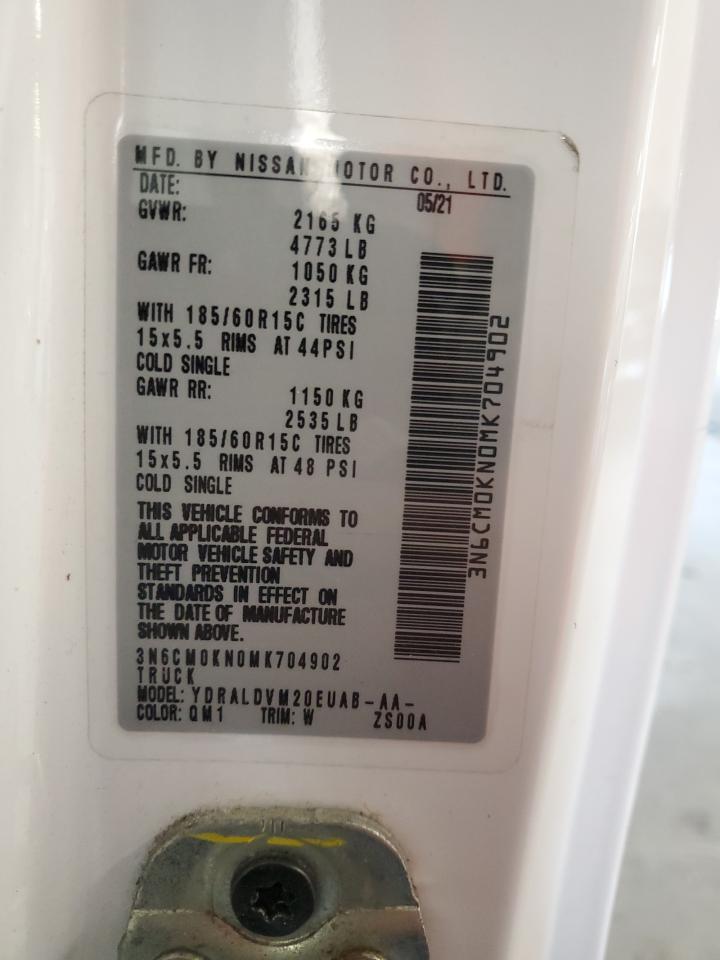 MFD. BY NISSAN MOTOR CO., LTD.
DATE: 05/21
GVWR: 2165 KG
4773 LB
GAWR FR: 1050 KG
2315 LB
WITH 185/60R15C TIRES
15x5.5 RIMS AT 44PSI
COLD SINGLE
GAWR RR: 1150 KG
2535 LB
WITH 185/60R15C TIRES
15x5.5 RIMS AT 48 PSI
COLD SINGLE
THIS VEHICLE CONFORMS TO
ALL APPLICABLE FEDERAL
MOTOR VEHICLE SAFETY AND
THEFT PREVENTION
STANDARDS IN EFFECT ON
THE DATE OF MANUFACTURE
SHOWN ABOVE.
3N6CM0KN0MK704902
TRUCK
MODEL: YDRALDVM20EUAB-AA-
COLOR: QM1 TRIM: W ZS00A
3N6CM0KN0MK704902